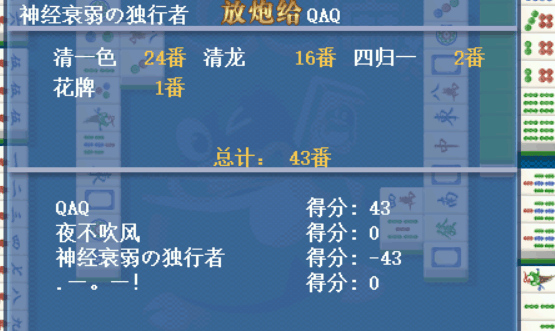 神经衰弱の独行者 放炮给 QAQ
清一色 24番 清龙 16番 四归一 2番
花牌 1番
总计： 43番
QAQ 得分: 43
夜不吹风 得分: 0
神经衰弱の独行者 得分: -43
.一。一! 得分: 0